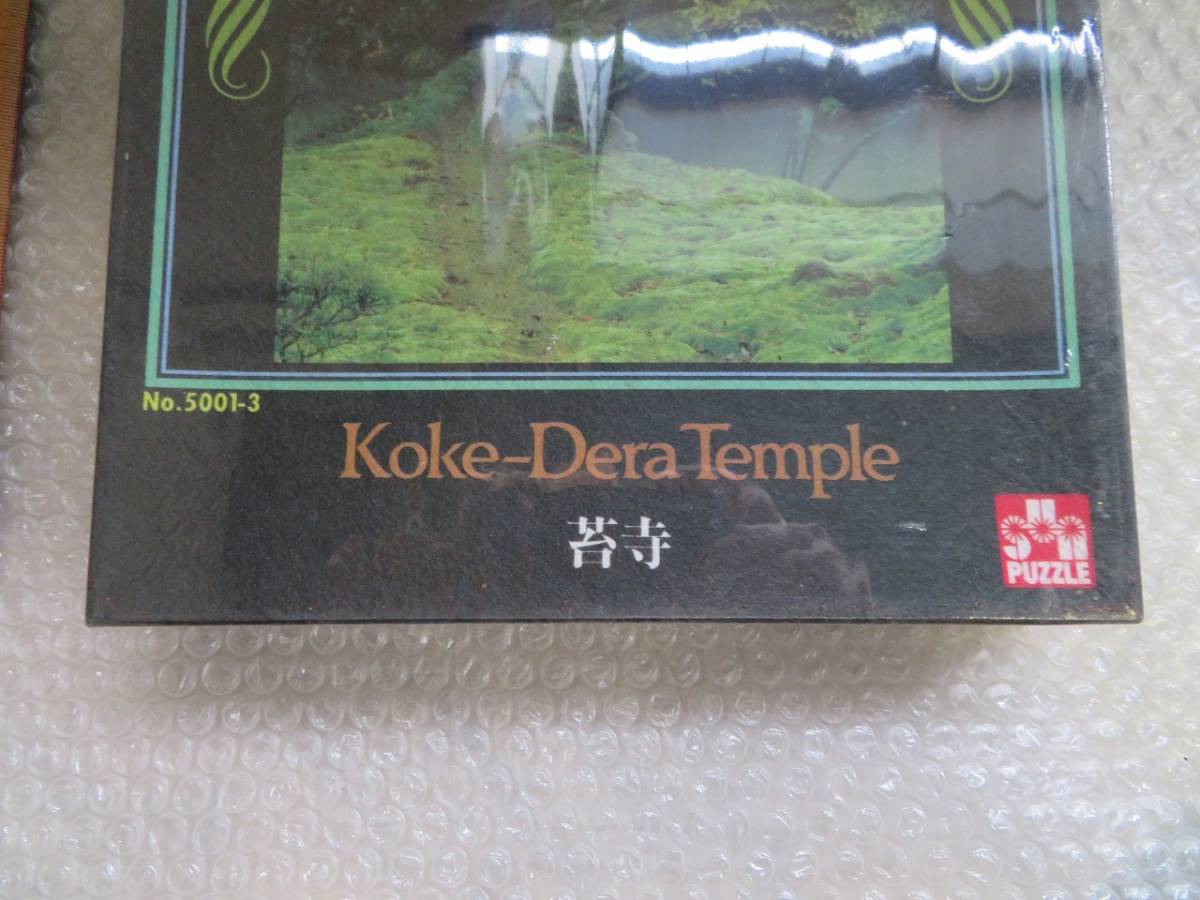 No.5001-3
Koke-Dera Temple
苔寺
PUZZLE